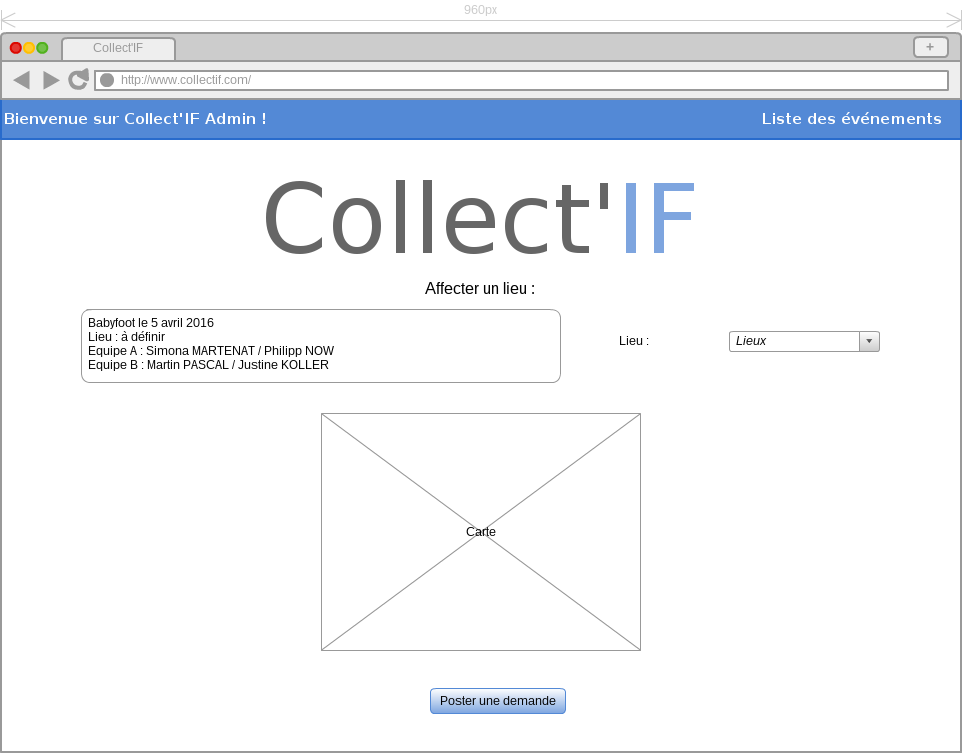 960px
Collect'IF
+
http://www.collectif.com/
Bienvenue sur Collect'IF Admin !
Liste des événements
Collect'IF
Affecter un lieu :
Babyfoot le 5 avril 2016
Lieu : à définir
Equipe A : Simona MARTENAT / Philipp NOW
Equipe B : Martin PASCAL / Justine KOLLER
Lieu :
Lieux
Carte
Poster une demande